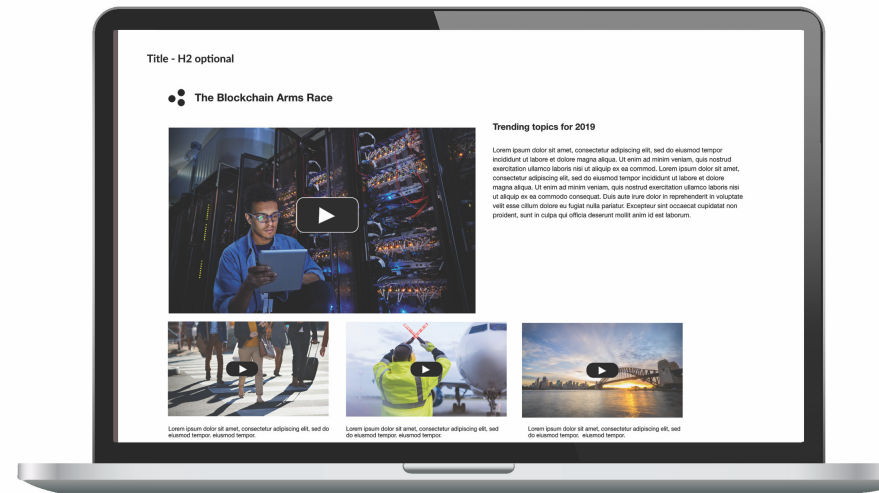 Title - H2 optional
The Blockchain Arms Race
Trending topics for 2019
Lorem ipsum dolor sit amet, consectetur adipiscing elit, sed do eiusmod tempor
incididunt ut labore et dolore magna aliqua. Ut enim ad minim veniam, quis nostrud
exercitation ullamco laboris nisi ut aliquip ex ea commod. Lorem ipsum dolor sit amet,
consectetur adipiscing elit, sed do eiusmod tempor incididunt ut labore et dolore
magna aliqua. Ut enim ad minim veniam, quis nostrud exercitation ullamco laboris nisi
ut aliquip ex ea commodo consequat. Duis aute irure dolor in reprehenderit in voluptate
velit esse cillum dolore eu fugiat nulla pariatur. Excepteur sint occaecat cupidatat non
proident, sunt in culpa qui officia deserunt mollit anim id est laborum.
Lorem ipsum dolor sit amet, consectetur adipiscing elit, sed do
eiusmod tempor. eiusmod tempor.
Lorem ipsum dolor sit amet, consectetur adipiscing elit, sed
do eiusmod tempor. eiusmod tempor.
Lorem ipsum dolor sit amet, consectetur adipiscing elit, sed
do eiusmod tempor. eiusmod tempor.